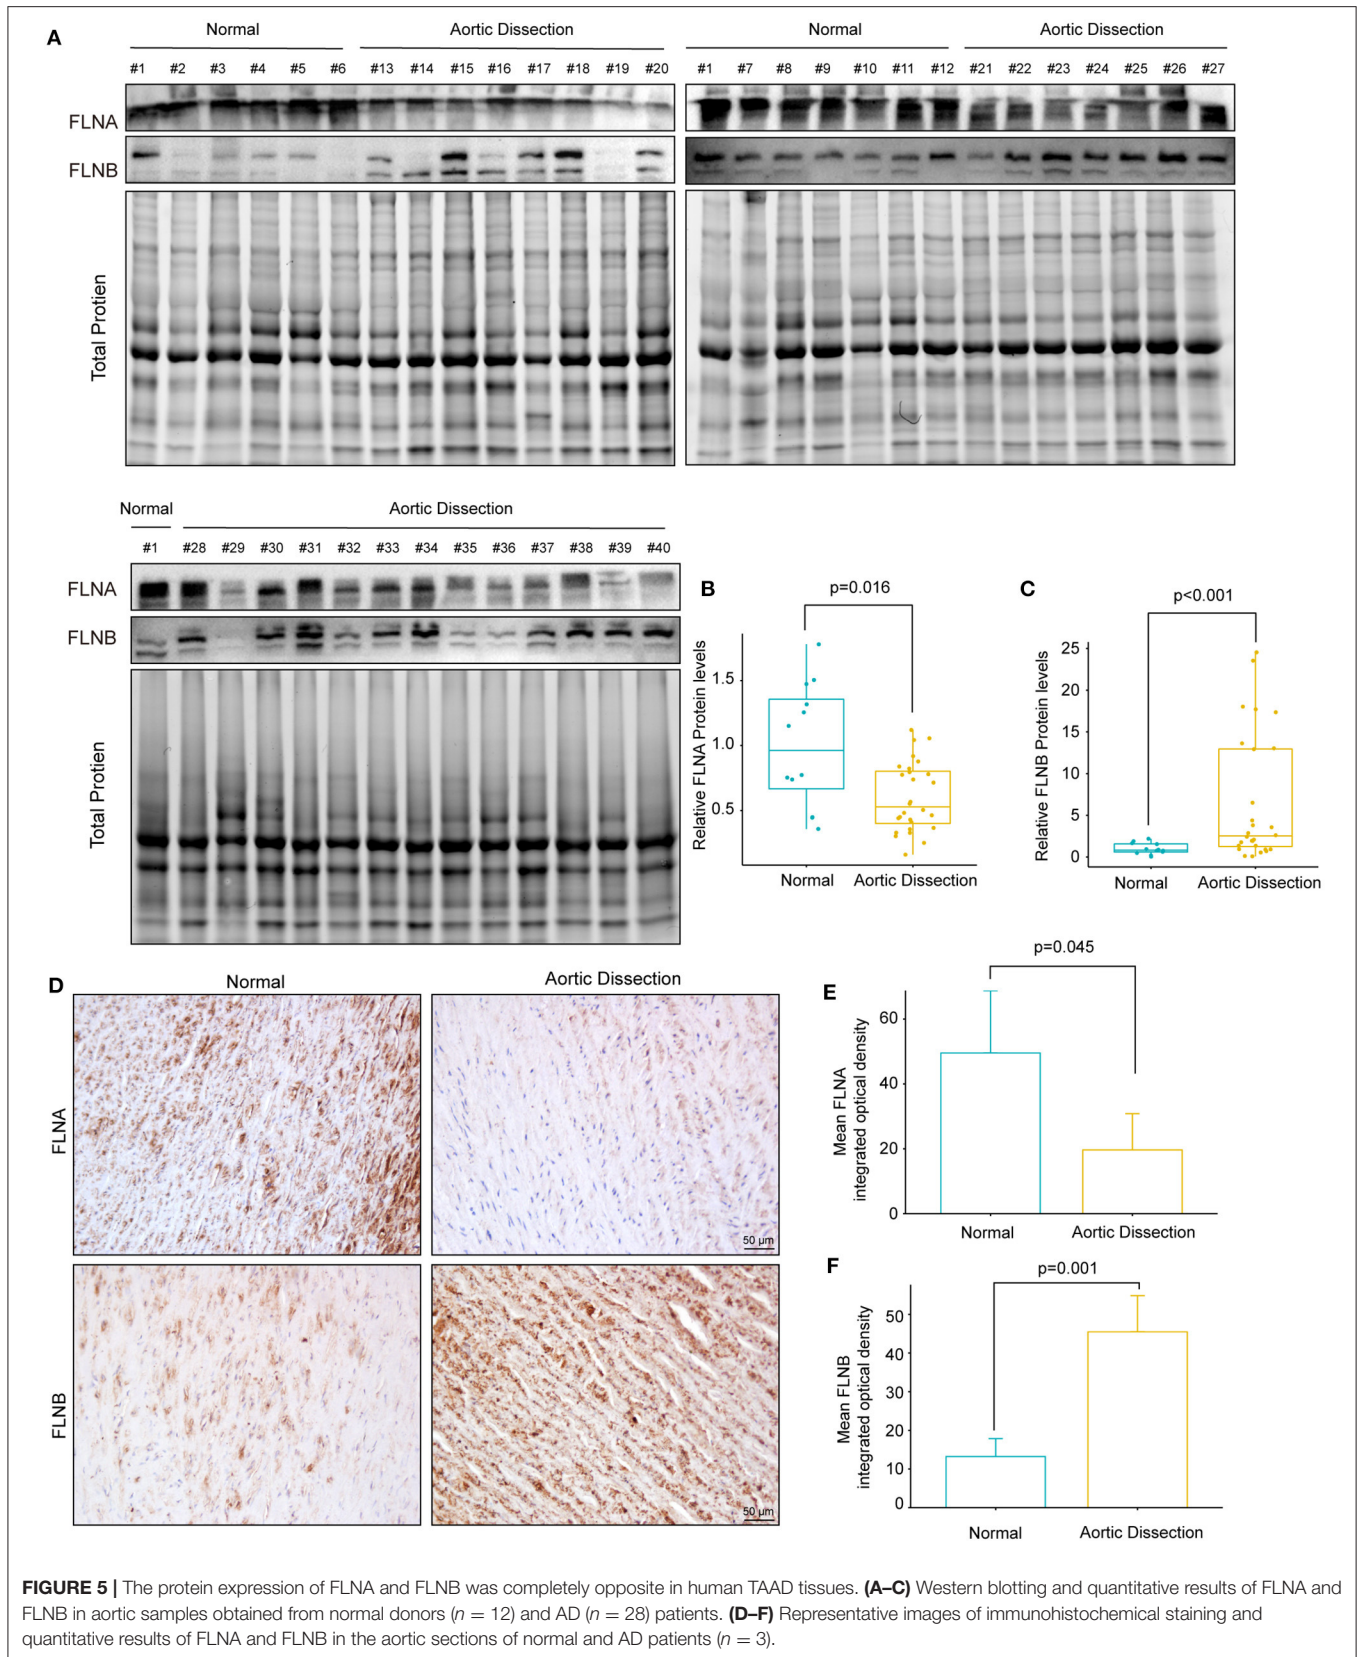 A
Normal
Aortic Dissection
#1 #2 #3 #4 #5 #6 #13 #14 #15 #16 #17 #18 #19 #20
FLNA
FLNB
Total Protien
Normal
Aortic Dissection
#1 #7 #8 #9 #10 #11 #12 #21 #22 #23 #24 #25 #26 #27
Normal
Aortic Dissection
#1 #28 #29 #30 #31 #32 #33 #34 #35 #36 #37 #38 #39 #40
FLNA
FLNB
Total Protien
B
p=0.016
Relative FLNA Protein levels
1.5
1.0
0.5
Normal
Aortic Dissection
C
p<0.001
Relative FLNB Protein levels
25
20
15
10
5
0
Normal
Aortic Dissection
D
Normal
Aortic Dissection
FLNA
50 μm
FLNB
50 μm
E
p=0.045
Mean FLNA
integrated optical density
60
40
20
0
Normal
Aortic Dissection
F
p=0.001
Mean FLNB
integrated optical density
50
40
30
20
10
0
Normal
Aortic Dissection
FIGURE 5 | The protein expression of FLNA and FLNB was completely opposite in human TAAD tissues. (A–C) Western blotting and quantitative results of FLNA and
FLNB in aortic samples obtained from normal donors (n = 12) and AD (n = 28) patients. (D–F) Representative images of immunohistochemical staining and
quantitative results of FLNA and FLNB in the aortic sections of normal and AD patients (n = 3).